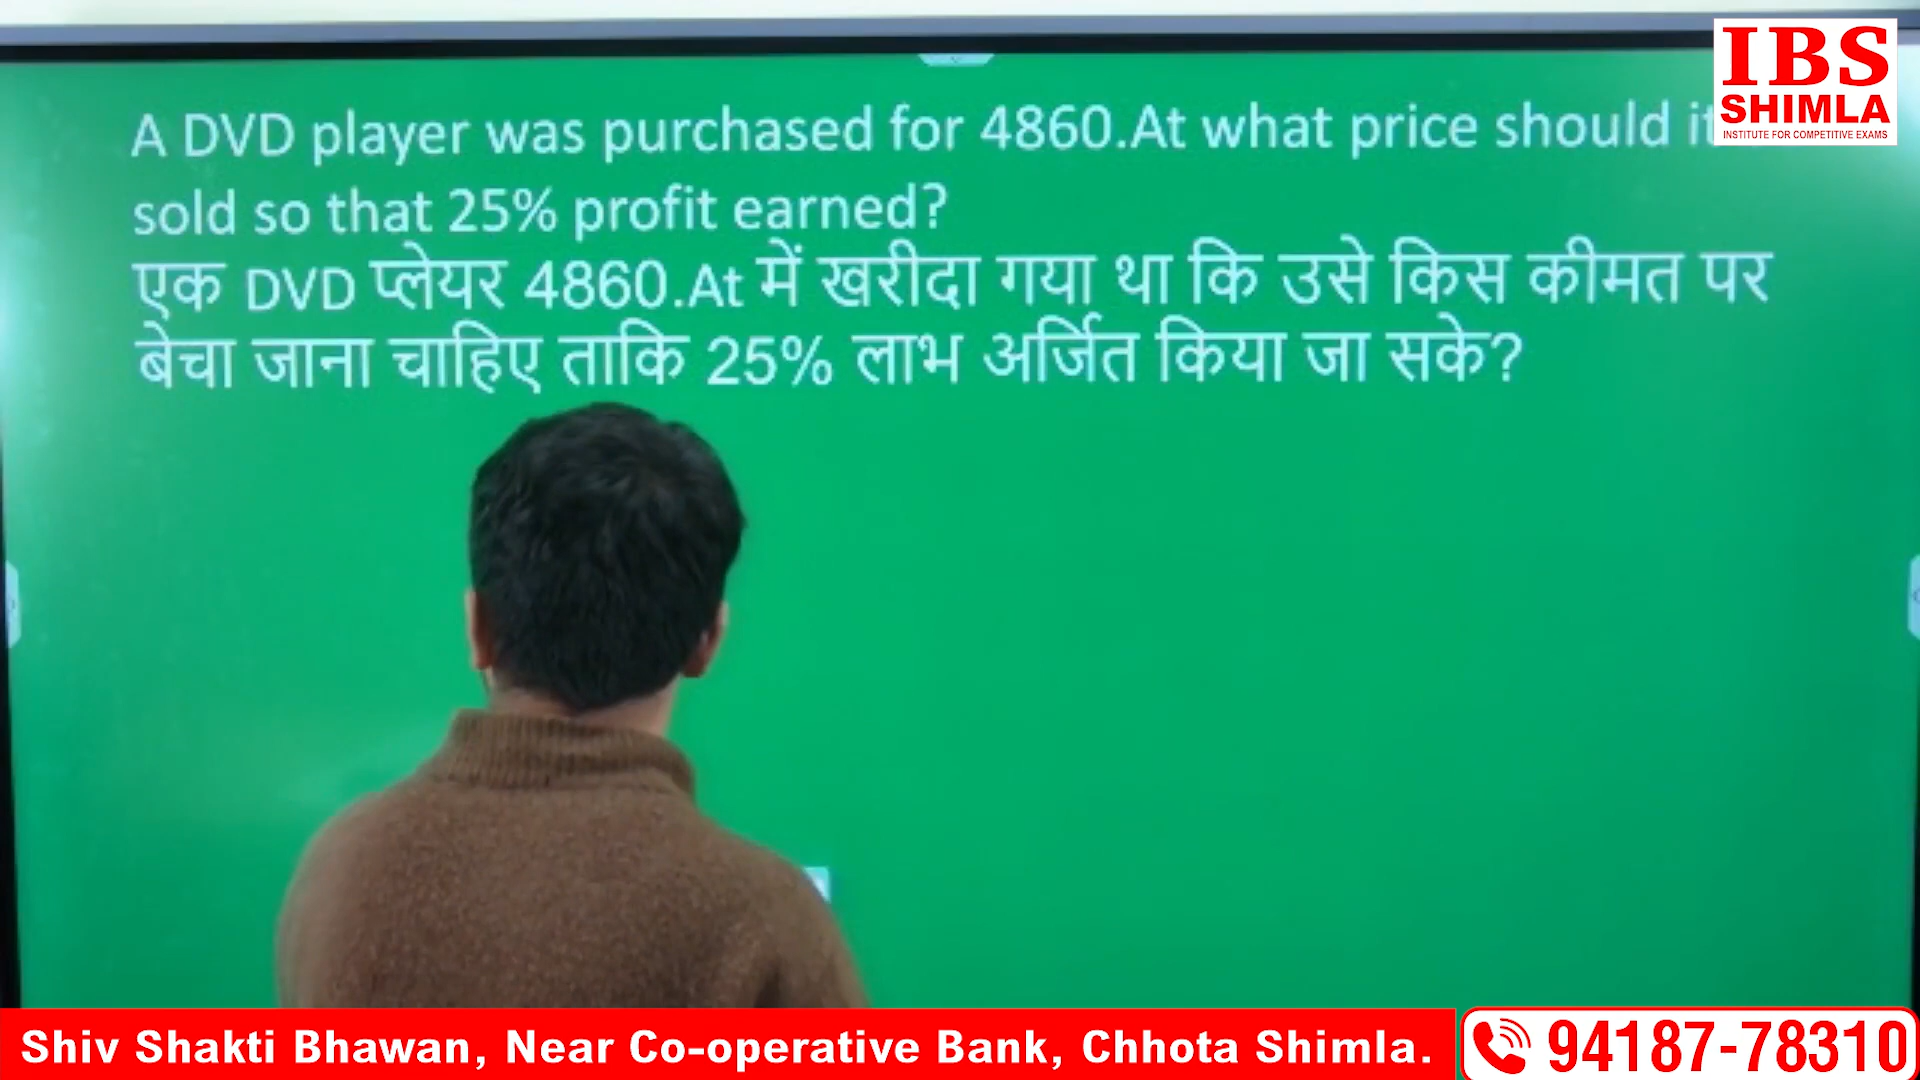 IBS
SHIMLA
INSTITUTE FOR COMPETITIVE EXAMS
A DVD player was purchased for 4860.At what price should it
sold so that 25% profit earned?
एक DVD प्लेयर 4860.At में खरीदा गया था कि उसे किस कीमत पर
बेचा जाना चाहिए ताकि 25% लाभ अर्जित किया जा सके?
Shiv Shakti Bhawan, Near Co-operative Bank, Chhota Shimla.
94187-78310